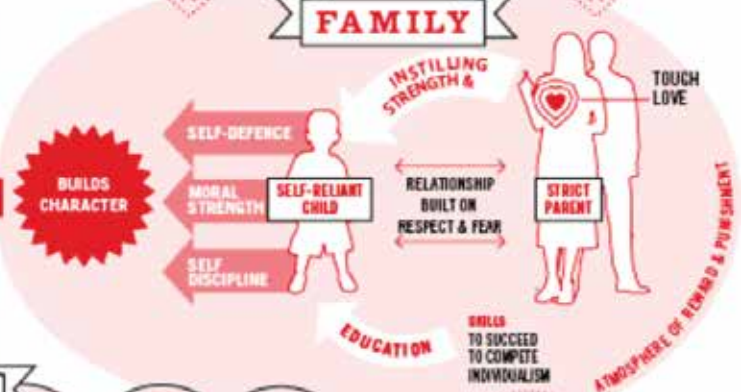 FAMILY
INSTILLING
STRENGTH &
TOUGH
LOVE
SELF-DEFENCE
BUILDS
CHARACTER
MORAL
STRENGTH
SELF-RELIANT
CHILD
RELATIONSHIP
BUILT ON
RESPECT & FEAR
STRICT
PARENT
SELF
DISCIPLINE
EDUCATION
SKILLS
TO SUCCEED
TO COMPETE
INDIVIDUALISM
ATMOSPHERE OF REWARD & PUNISHMENT